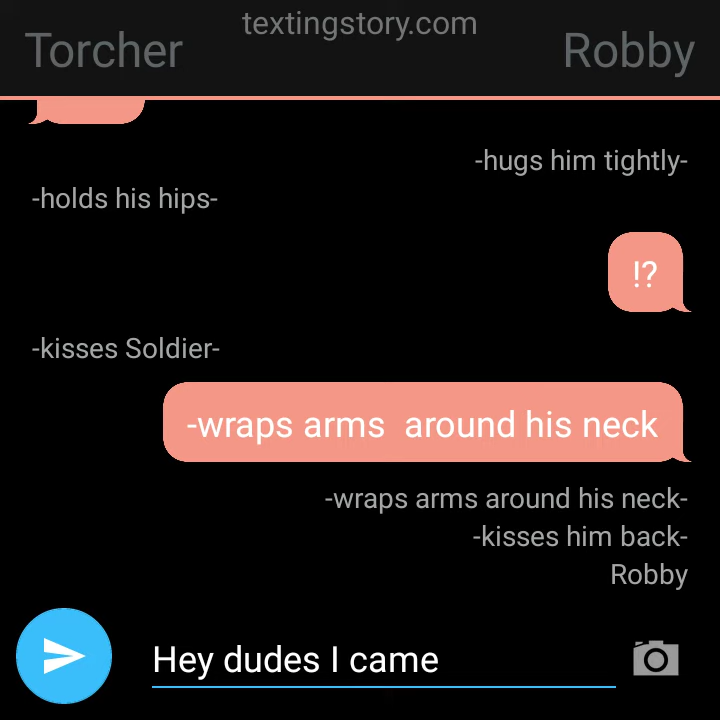 textingstory.com
Torcher
Robby
-hugs him tightly-
-holds his hips-
!?
-kisses Soldier-
-wraps arms  around his neck
-wraps arms around his neck-
-kisses him back-
Robby
Hey dudes I came